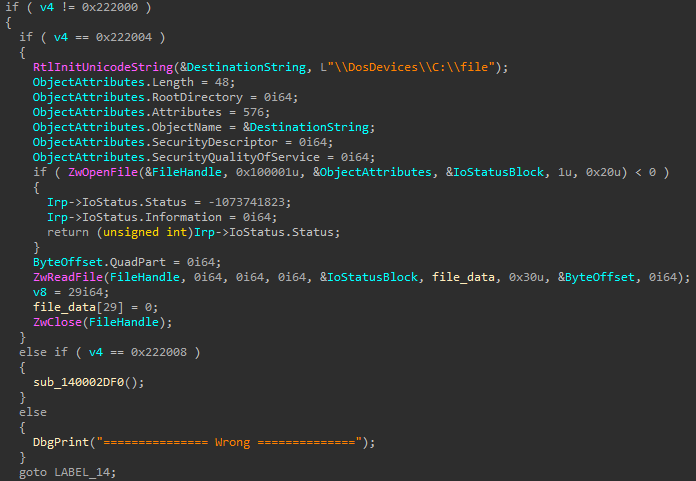 if ( v4 != 0x222000 )
{
  if ( v4 == 0x222004 )
  {
    RtlInitUnicodeString(&DestinationString, L"\\DosDevices\\C:\\file");
    ObjectAttributes.Length = 48;
    ObjectAttributes.RootDirectory = 0i64;
    ObjectAttributes.Attributes = 576;
    ObjectAttributes.ObjectName = &DestinationString;
    ObjectAttributes.SecurityDescriptor = 0i64;
    ObjectAttributes.SecurityQualityOfService = 0i64;
    if ( ZwOpenFile(&FileHandle, 0x100001u, &ObjectAttributes, &IoStatusBlock, 1u, 0x20u) < 0 )
    {
      Irp->IoStatus.Status = -1073741823;
      Irp->IoStatus.Information = 0i64;
      return (unsigned int)Irp->IoStatus.Status;
    }
    ByteOffset.QuadPart = 0i64;
    ZwReadFile(FileHandle, 0i64, 0i64, 0i64, &IoStatusBlock, file_data, 0x30u, &ByteOffset, 0i64);
    v8 = 29i64;
    file_data[29] = 0;
    ZwClose(FileHandle);
  }
  else if ( v4 == 0x222008 )
  {
    sub_140002DF0();
  }
  else
  {
    DbgPrint("=============== Wrong ==============");
  }
  goto LABEL_14;